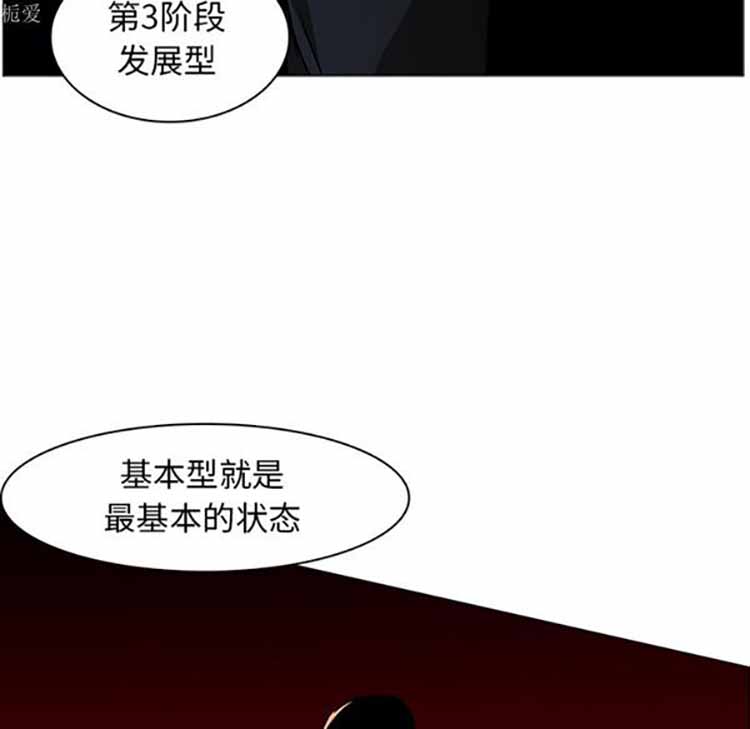 栀爱
第3阶段
发展型
基本型就是
最基本的状态